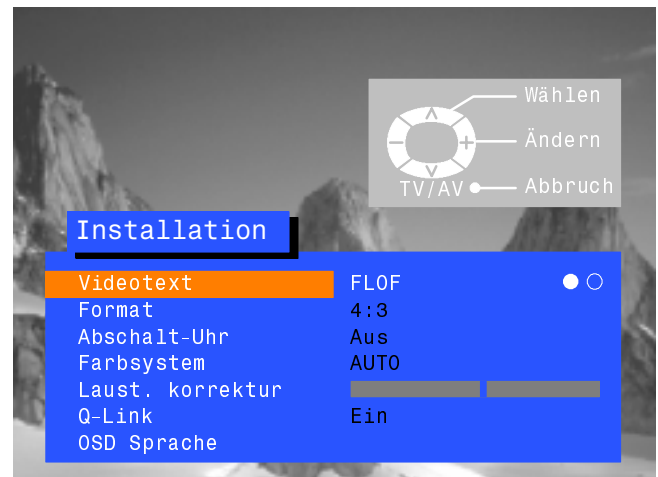 Wählen
Ändern
TV/AV Abbruch
Installation
Videotext FLOF
Format 4:3
Abschalt-Uhr Aus
Farbsystem AUTO
Laust. korrektur
Q-Link Ein
OSD Sprache